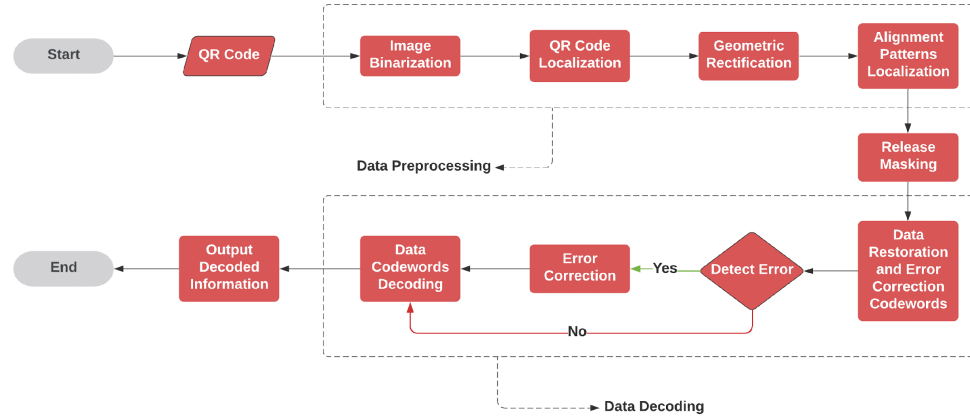 Start
QR Code
Image
Binarization
QR Code
Localization
Geometric
Rectification
Alignment
Patterns
Localization
Data Preprocessing
Release
Masking
Data
Restoration
and Error
Correction
Codewords
Detect Error
Yes
Error
Correction
No
Data
Codewords
Decoding
Output
Decoded
Information
End
Data Decoding